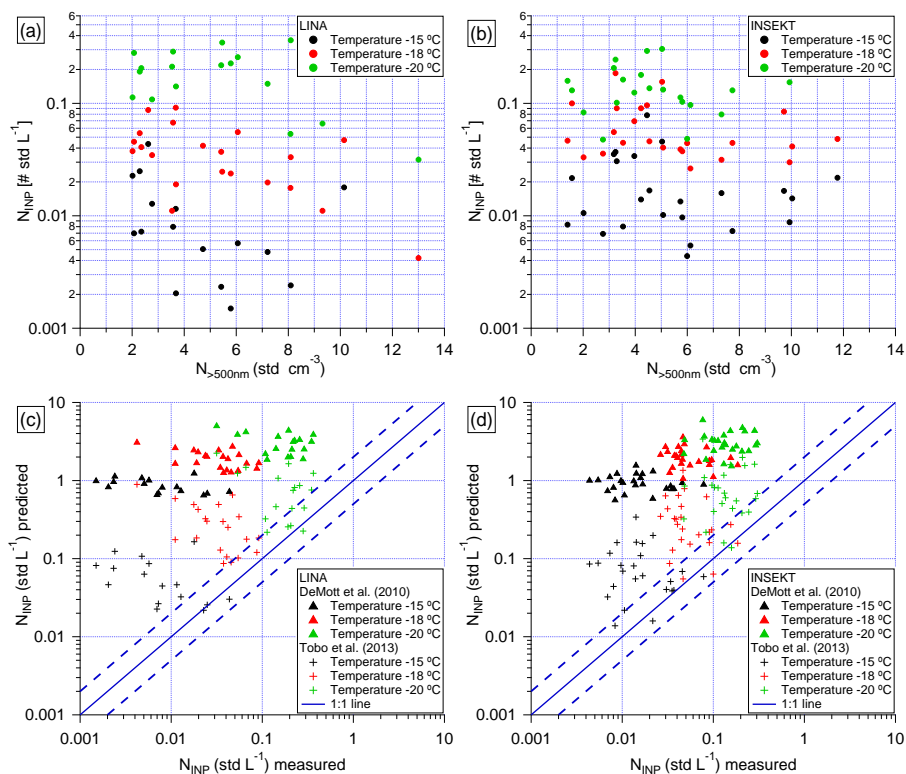 (a)
LINA
Temperature -15 ºC
Temperature -18 ºC
Temperature -20 ºC
N_INP [# std L⁻¹]
8
6
4
2
0.1
8
6
4
2
0.01
8
6
4
2
0.001
0 2 4 6 8 10 12 14
N_>500nm (std cm⁻³)
(b)
INSEKT
Temperature -15 ºC
Temperature -18 ºC
Temperature -20 ºC
N_INP [# std L⁻¹]
8
6
4
2
0.1
8
6
4
2
0.01
8
6
4
2
0.001
0 2 4 6 8 10 12 14
N_>500nm (std cm⁻³)
(c)
N_INP (std L⁻¹) predicted
10
1
0.1
0.01
0.001
LINA
DeMott et al. (2010)
Temperature -15 ºC
Temperature -18 ºC
Temperature -20 ºC
Tobo et al. (2013)
Temperature -15 ºC
Temperature -18 ºC
Temperature -20 ºC
1:1 line
0.001 0.01 0.1 1 10
N_INP (std L⁻¹) measured
(d)
N_INP (std L⁻¹) predicted
10
1
0.1
0.01
0.001
INSEKT
DeMott et al. (2010)
Temperature -15 ºC
Temperature -18 ºC
Temperature -20 ºC
Tobo et al. (2013)
Temperature -15 ºC
Temperature -18 ºC
Temperature -20 ºC
1:1 line
0.001 0.01 0.1 1 10
N_INP (std L⁻¹) measured